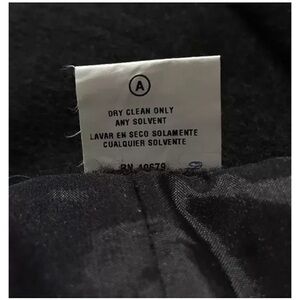 A
DRY CLEAN ONLY
ANY SOLVENT
LAVAR EN SECO SOLAMENTE
CUALQUIER SOLVENTE
RN 40679